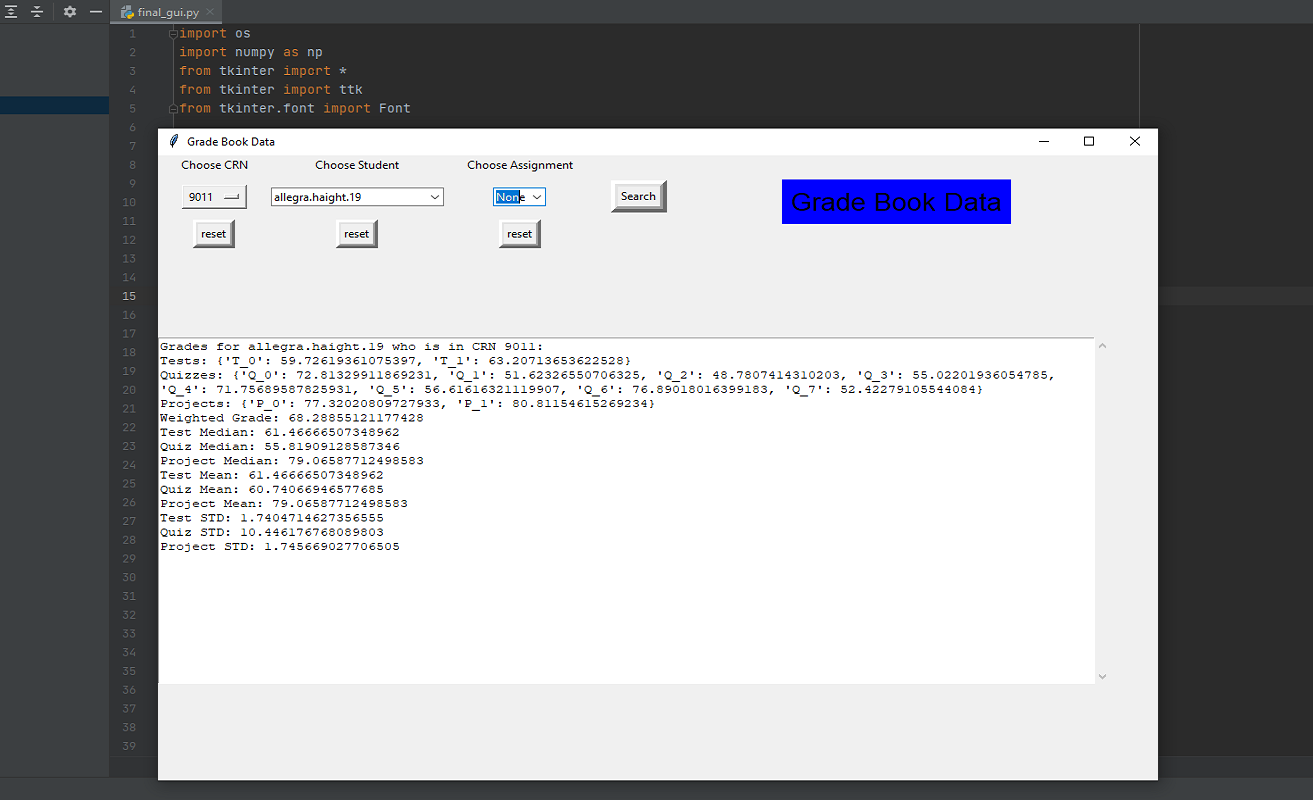 final_gui.py
1 import os
2 import numpy as np
3 from tkinter import *
4 from tkinter import ttk
5 from tkinter.font import Font
6
7
8
9
10
11
12
13
14
15
16
17
18
19
20
21
22
23
24
25
26
27
28
29
30
31
32
33
34
35
36
37
38
39
Grade Book Data
Choose CRN Choose Student Choose Assignment
9011 allegra.haight.19 None Search Grade Book Data
reset reset reset
Grades for allegra.haight.19 who is in CRN 9011:
Tests: {'T_0': 59.72619361075397, 'T_1': 63.20713653622528}
Quizzes: {'Q_0': 72.81329911869231, 'Q_1': 51.62326550706325, 'Q_2': 48.7807414310203, 'Q_3': 55.02201936054785,
'Q_4': 71.75689587825931, 'Q_5': 56.61616321119907, 'Q_6': 76.89018016399183, 'Q_7': 52.42279105544084}
Projects: {'P_0': 77.32020809727933, 'P_1': 80.81154615269234}
Weighted Grade: 68.28855121177428
Test Median: 61.46666507348962
Quiz Median: 55.81909128587346
Project Median: 79.06587712498583
Test Mean: 61.46666507348962
Quiz Mean: 60.74066946577685
Project Mean: 79.06587712498583
Test STD: 1.7404714627356555
Quiz STD: 10.446176768089803
Project STD: 1.745669027706505